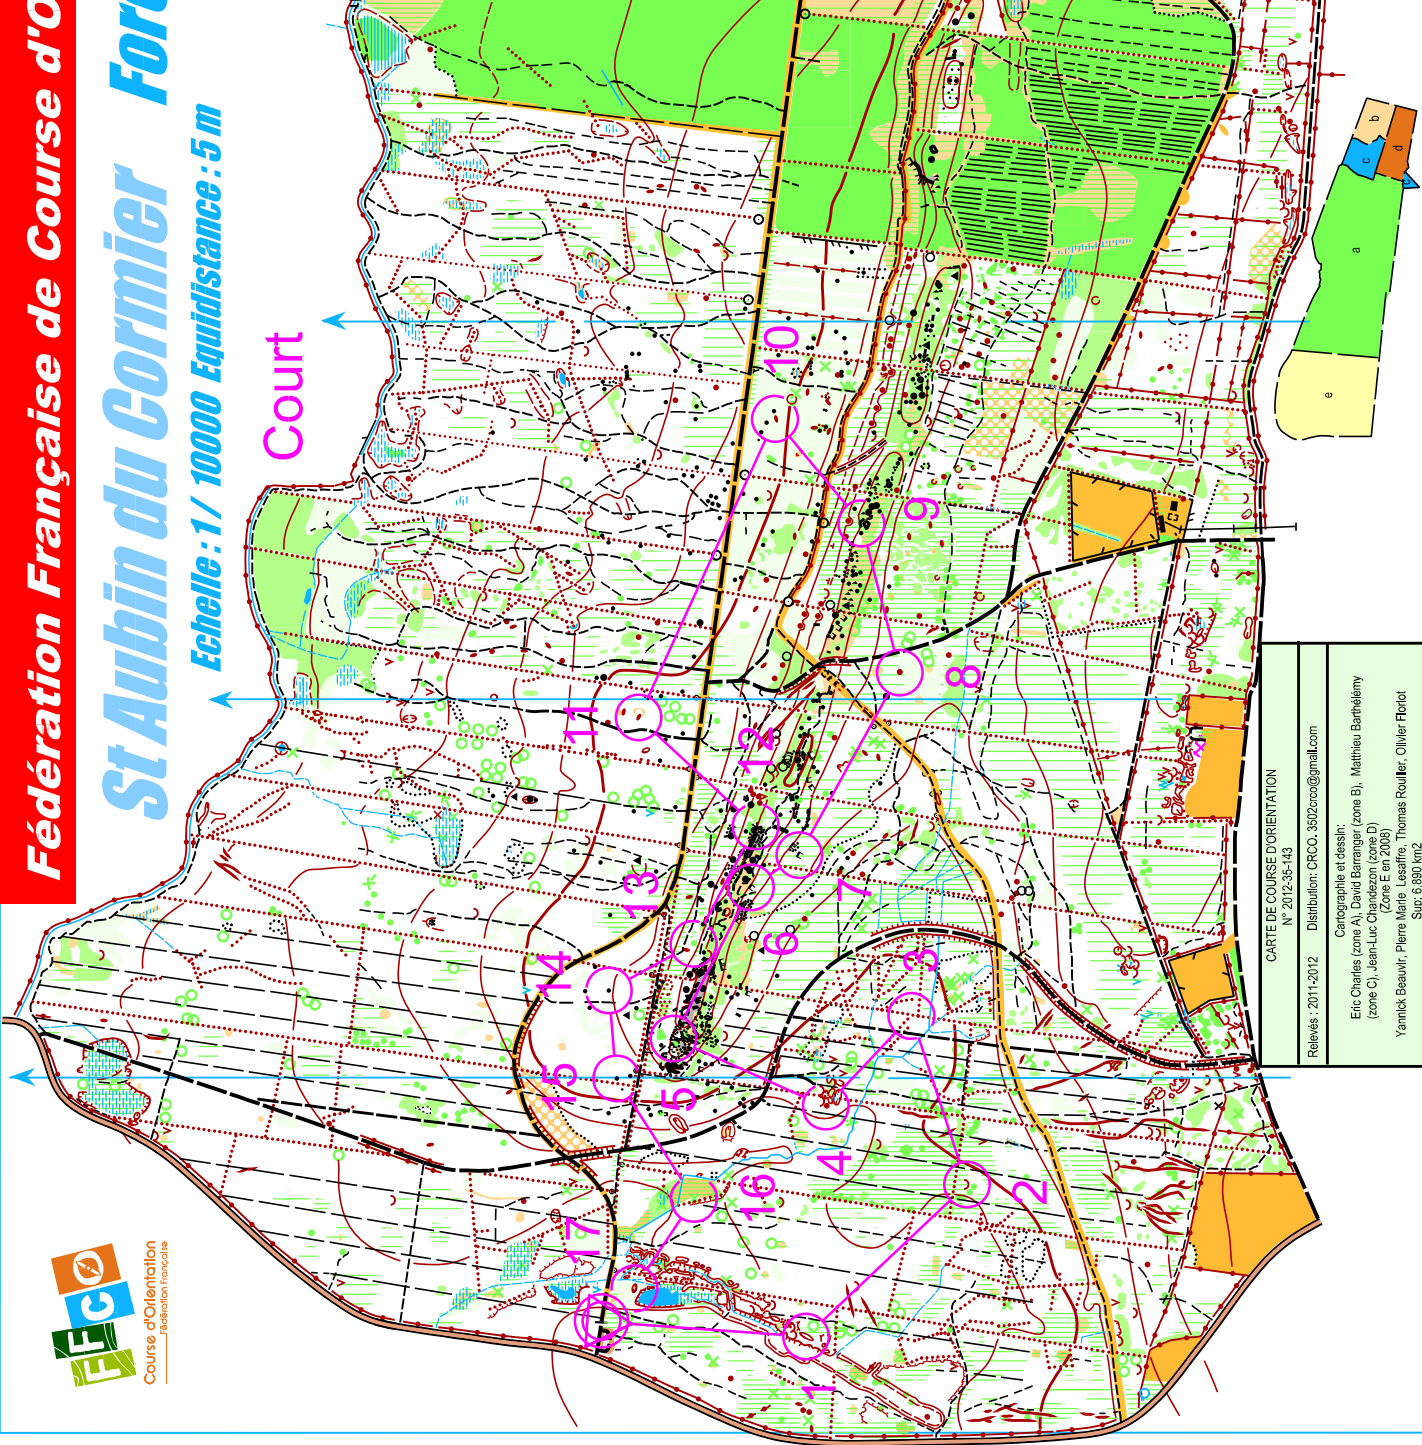 Fédération Française de Course d'O
St Aubin du Cormier Forê
Echelle : 1 / 10000 Equidistance : 5 m
Court
1
2
3
4
5
6
7
8
9
10
11
12
13
14
15
16
17
FFCO
Course d'Orientation
Fédération Française
a
b
c
d
c
e
CARTE DE COURSE D'ORIENTATION
N° 2012-35-143
Relevés : 2011-2012 Distribution: CRCO. 3502crco@gmail.com
Cartographie et dessin:
Eric Charles (zone A), David Barranger (zone B), Mathieu Barthélémy
(zone C), Jean-Luc Chandezon (zone D)
(Zone E en 2008)
Yannick Beauvir, Pierre Marie Lesaffre, Thomas Rouiller, Olivier Floriot
Sup: 6.890 km2